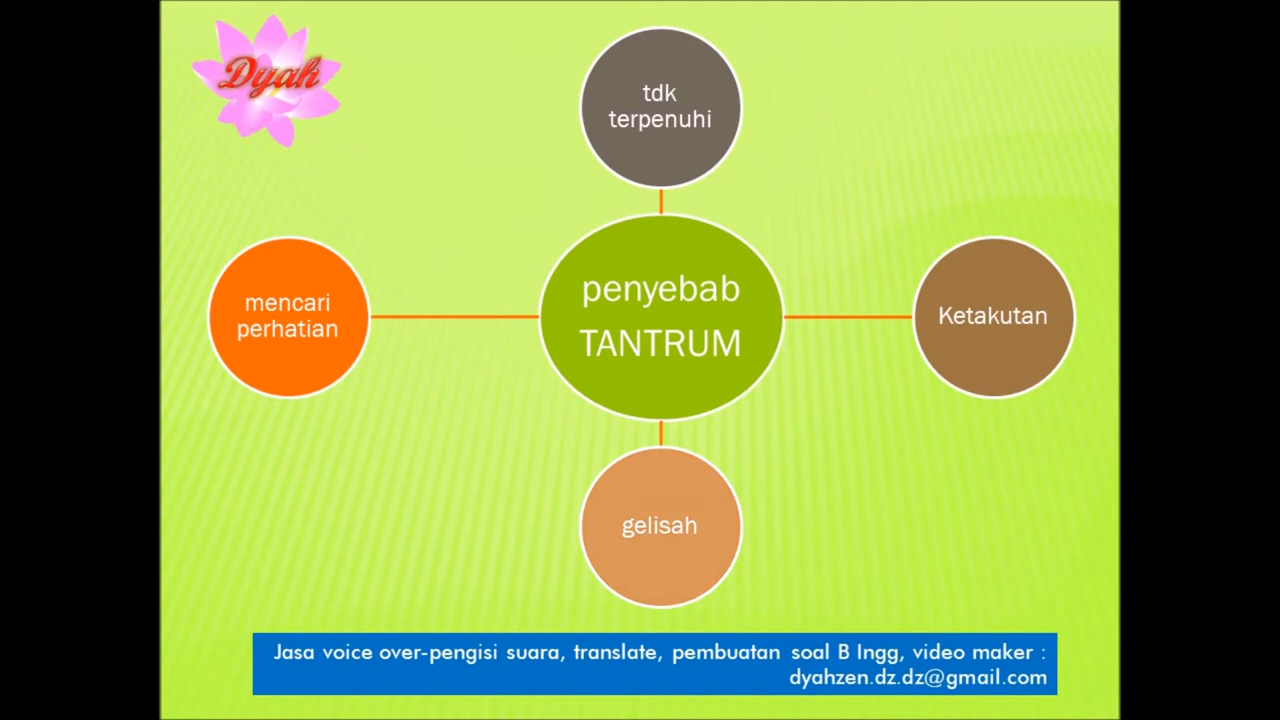 Dyah
tdk
terpenuhi
mencari
perhatian
penyebab
TANTRUM
Ketakutan
gelisah
Jasa voice over-pengisi suara, translate, pembuatan soal B Ingg, video maker :
dyahzen.dz.dz@gmail.com